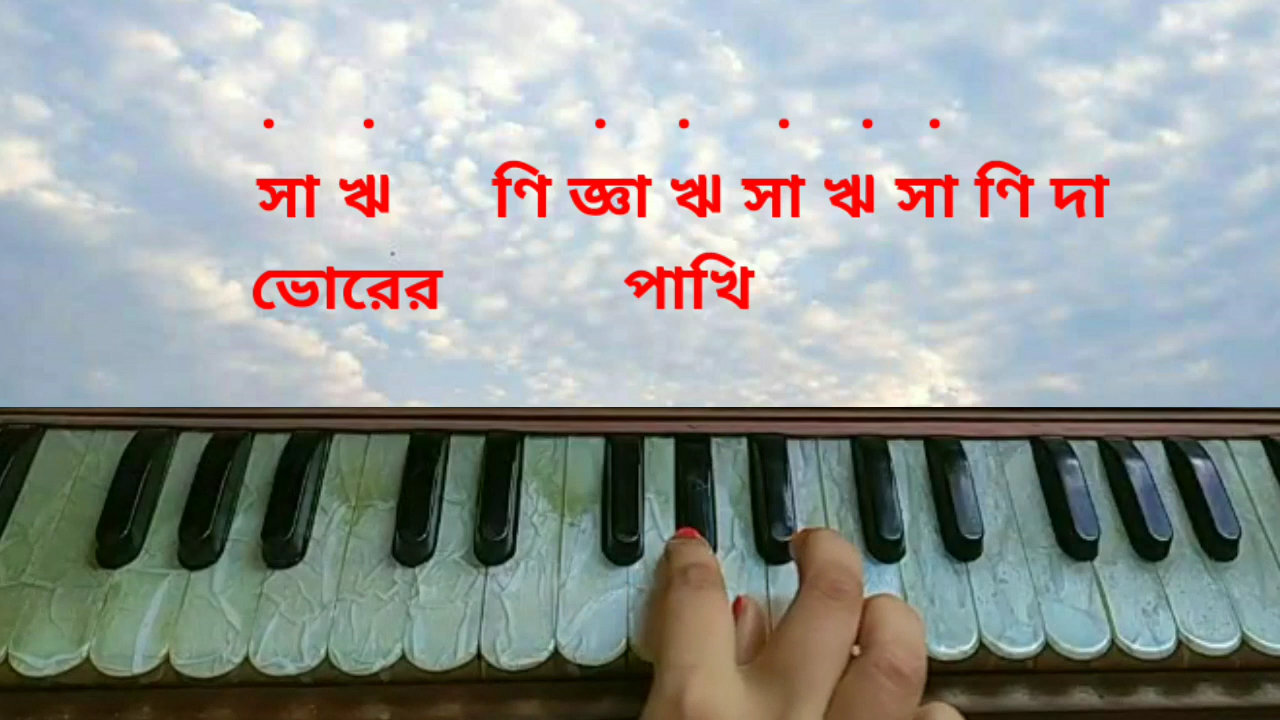 সা ঋ ণি জ্ঞা ঋ সা ঋ সা ণি দা
ভোরের পাখি